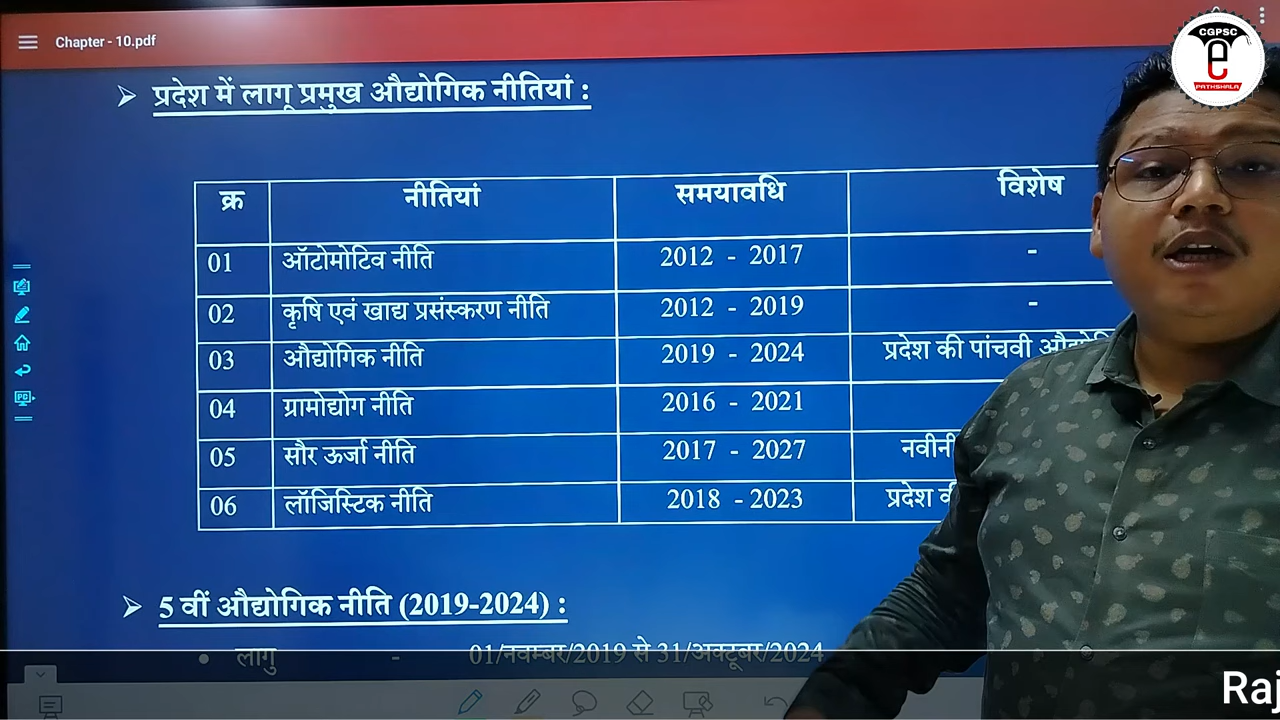 Chapter - 10.pdf
CGPSC
e
PATHSHALA
➢ प्रदेश में लागू प्रमुख औद्योगिक नीतियां :
क्र नीतियां समयावधि विशेष
01 ऑटोमोटिव नीति 2012 - 2017 -
02 कृषि एवं खाद्य प्रसंस्करण नीति 2012 - 2019 -
03 औद्योगिक नीति 2019 - 2024 प्रदेश की पांचवी
04 ग्रामोद्योग नीति 2016 - 2021
05 सौर ऊर्जा नीति 2017 - 2027
06 लॉजिस्टिक नीति 2018 - 2023 प्रदेश
➢ 5 वीं औद्योगिक नीति (2019-2024) :
• लागु - 01/नवम्बर/2019 से 31/अक्टूबर/2024
Raj